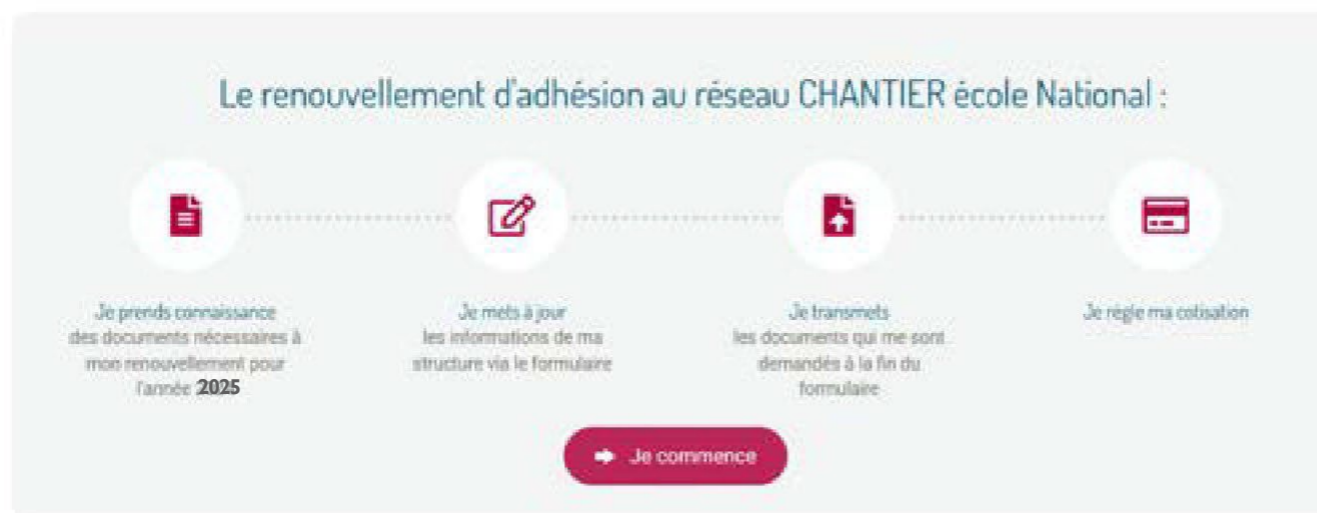 Le renouvellement d'adhésion au réseau CHANTIER école National :
Je prends connaissance
des documents nécessaires à
mon renouvellement pour
l'année 2025
Je mets à jour
les informations de ma
structure via le formulaire
Je transmets
les documents qui me sont
demandés à la fin du
formulaire
Je règle ma cotisation
Je commence